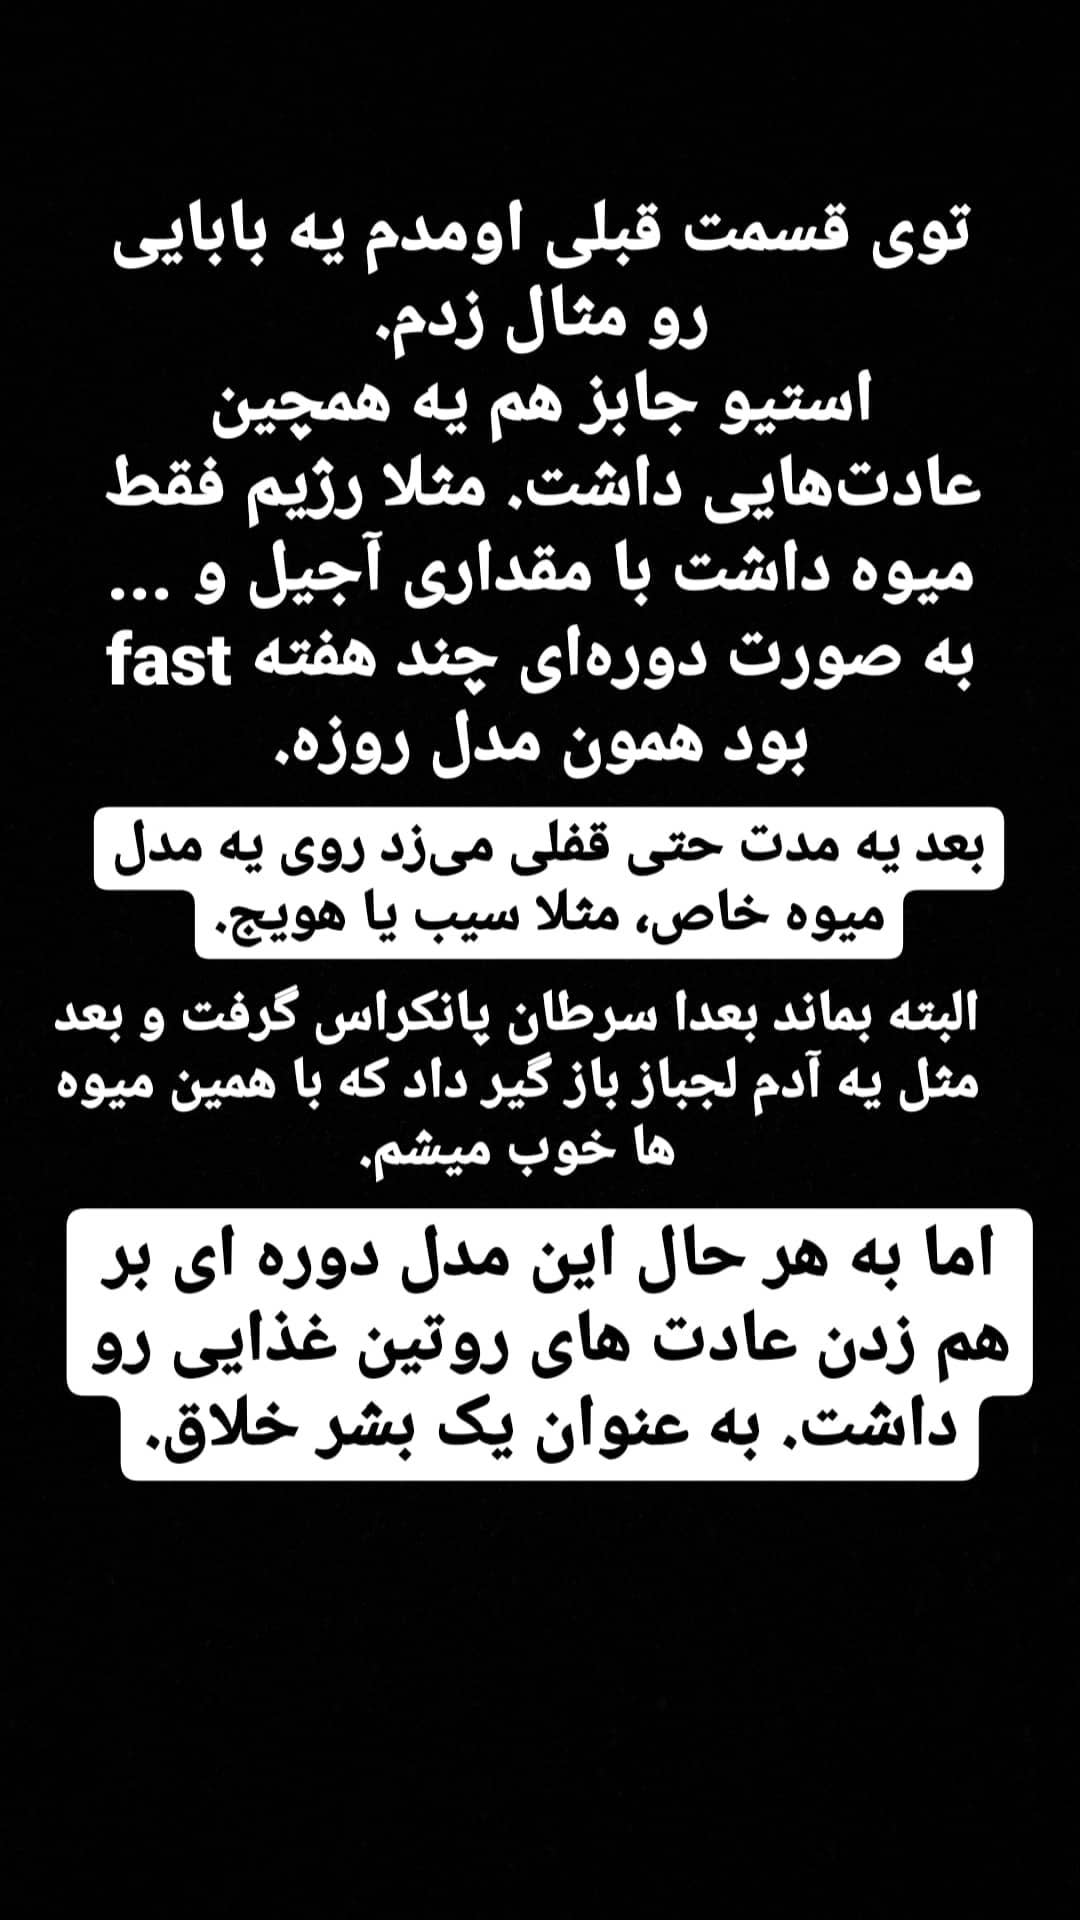 توی قسمت قبلی اومدم یه بابایی
رو مثال زدم.
استیو جابز هم یه همچین
عادت‌هایی داشت. مثلا رژیم فقط
میوه داشت با مقداری آجیل و ...
به صورت دوره‌ای چند هفته fast
بود همون مدل روزه.
بعد یه مدت حتی قفلی می‌زد روی یه مدل
میوه خاص، مثلا سیب یا هویج.
البته بماند بعدا سرطان پانکراس گرفت و بعد
مثل یه آدم لجباز باز گیر داد که با همین میوه
ها خوب میشم.
اما به هر حال این مدل دوره ای بر
هم زدن عادت های روتین غذایی رو
داشت. به عنوان یک بشر خلاق.